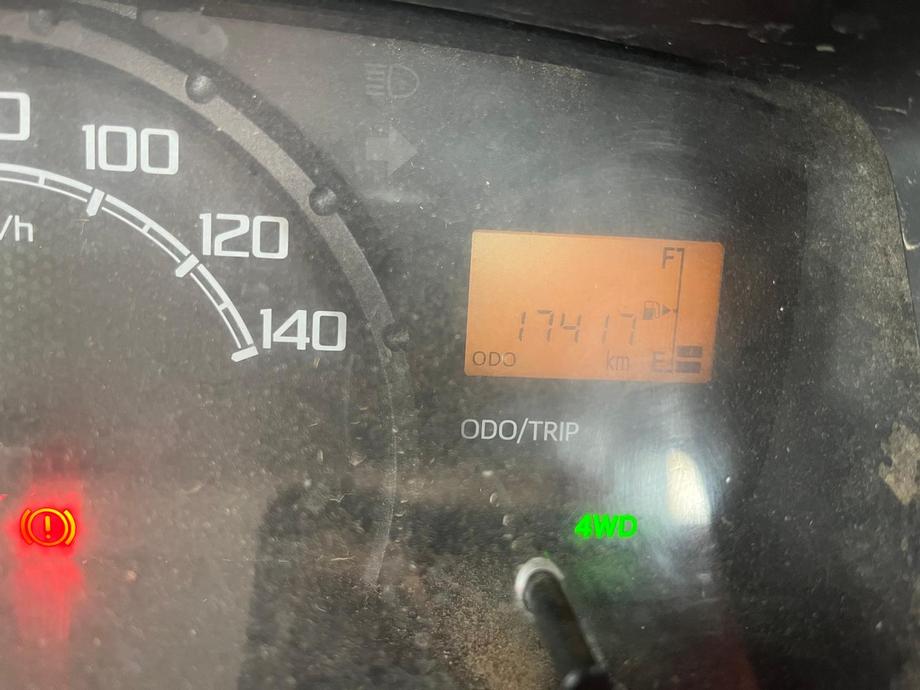 100
/h
120
140
F
17417
ODO km E
ODO/TRIP
4WD